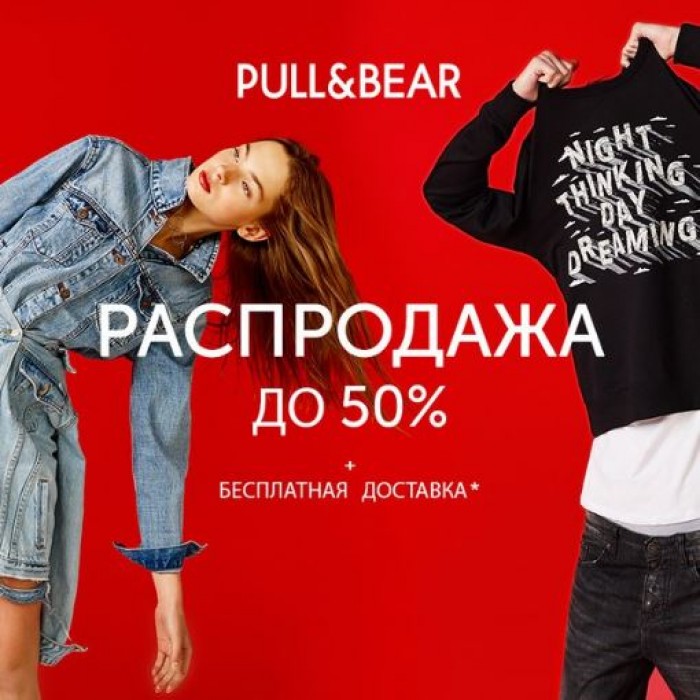 PULL&BEAR
NIGHT
THINKING
DAY
DREAMING
РАСПРОДАЖА
ДО 50%
+
БЕСПЛАТНАЯ ДОСТАВКА*